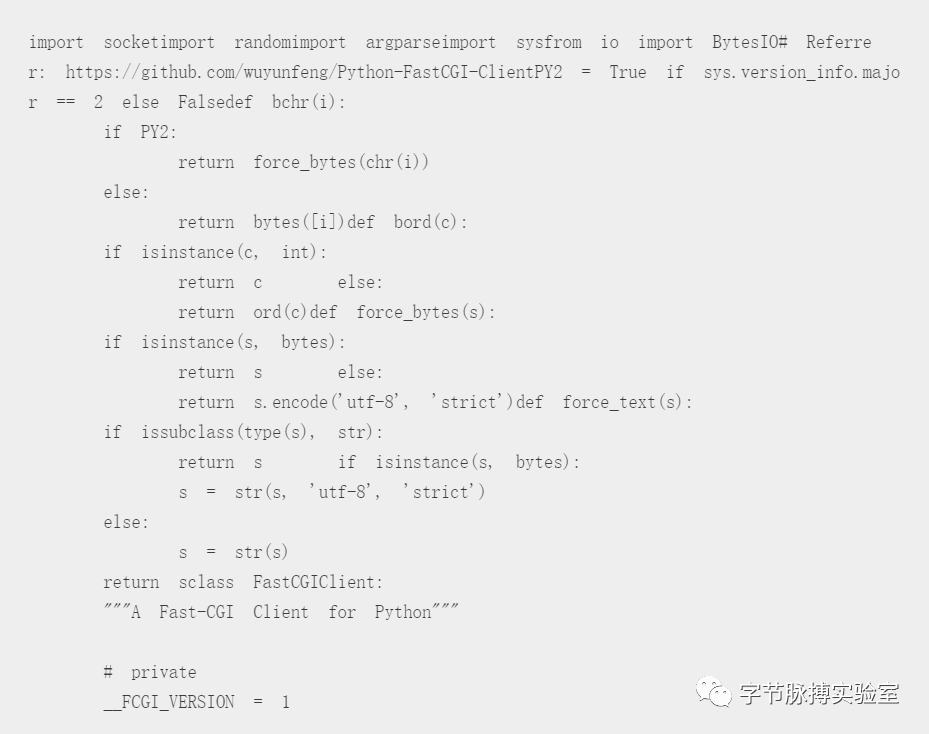 import socketimport randomimport argparseimport sysfrom io import BytesIO# Referre
r: https://github.com/wuyunfeng/Python-FastCGI-ClientPY2 = True if sys.version_info.majo
r == 2 else Falsedef bchr(i):
if PY2:
return force_bytes(chr(i))
else:
return bytes([i])def bord(c):
if isinstance(c, int):
return c else:
return ord(c)def force_bytes(s):
if isinstance(s, bytes):
return s else:
return s.encode('utf-8', 'strict')def force_text(s):
if issubclass(type(s), str):
return s if isinstance(s, bytes):
s = str(s, 'utf-8', 'strict')
else:
s = str(s)
return sclass FastCGIClient:
"""A Fast-CGI Client for Python"""
# private
__FCGI_VERSION = 1
字节脉搏实验室